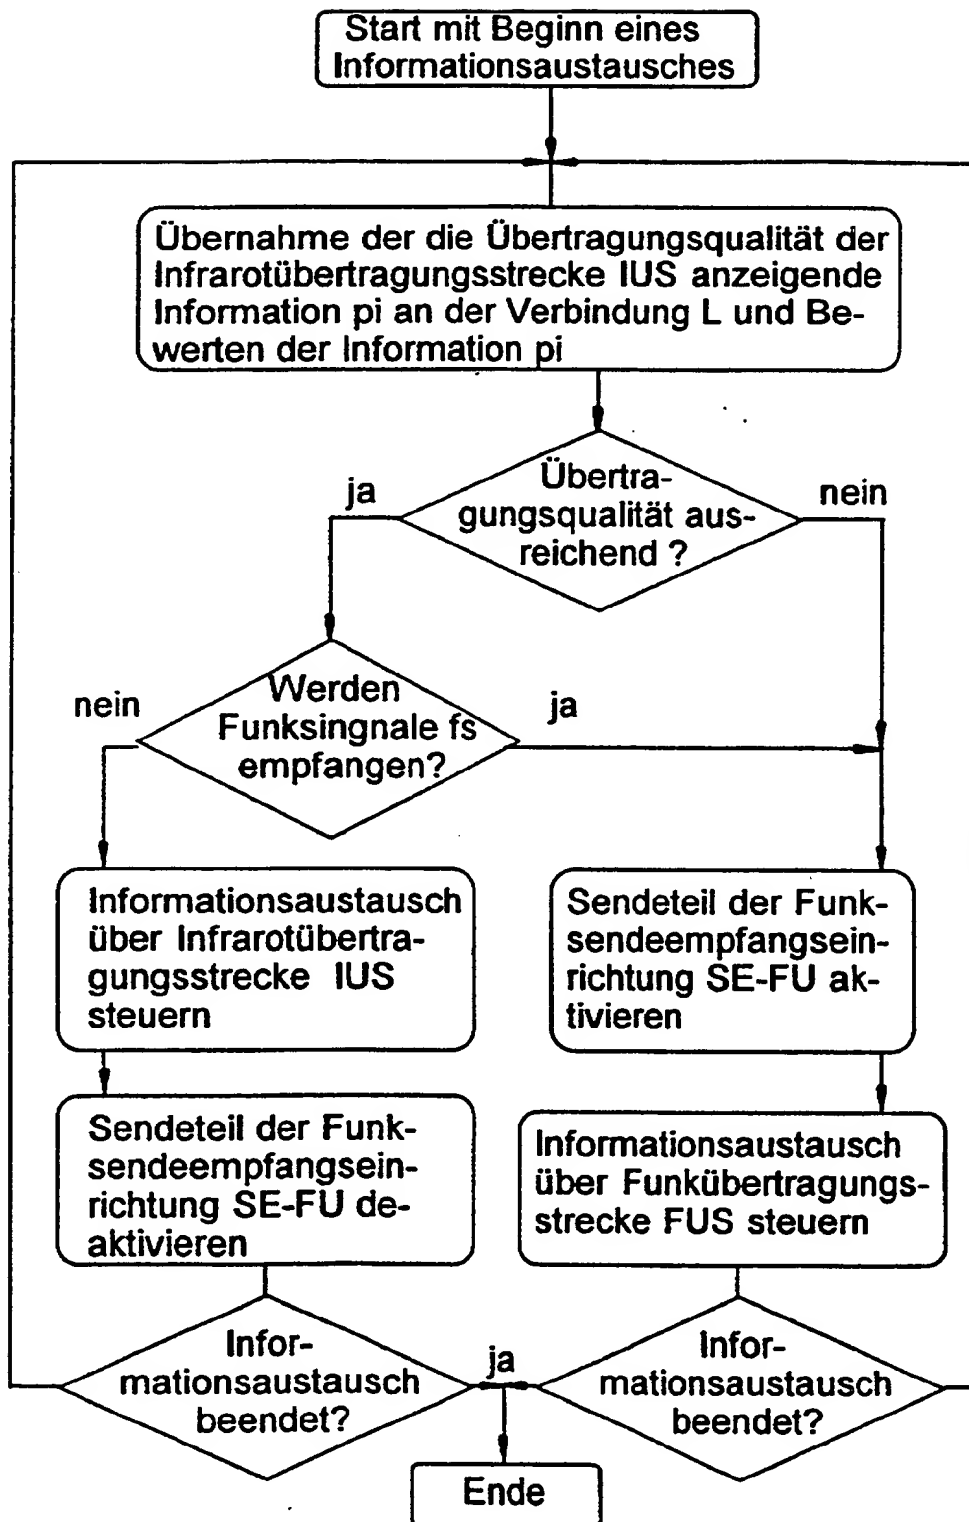 Start mit Beginn eines
Informationsaustausches
Übernahme der die Übertragungsqualität der
Infrarotübertragungsstrecke IUS anzeigende
Information pi an der Verbindung L und Be-
werten der Information pi
Übertra-
gungsqualität aus-
reichend ?
ja
nein
Werden
Funksingnale fs
empfangen?
nein
ja
Informationsaustausch
über Infrarotübertra-
gungsstrecke IUS
steuern
Sendeteil der Funk-
sendeempfangsein-
richtung SE-FU ak-
tivieren
Sendeteil der Funk-
sendeempfangsein-
richtung SE-FU de-
aktivieren
Informationsaustausch
über Funkübertragungs-
strecke FUS steuern
Infor-
mationsaustausch
beendet?
ja
Infor-
mationsaustausch
beendet?
Ende